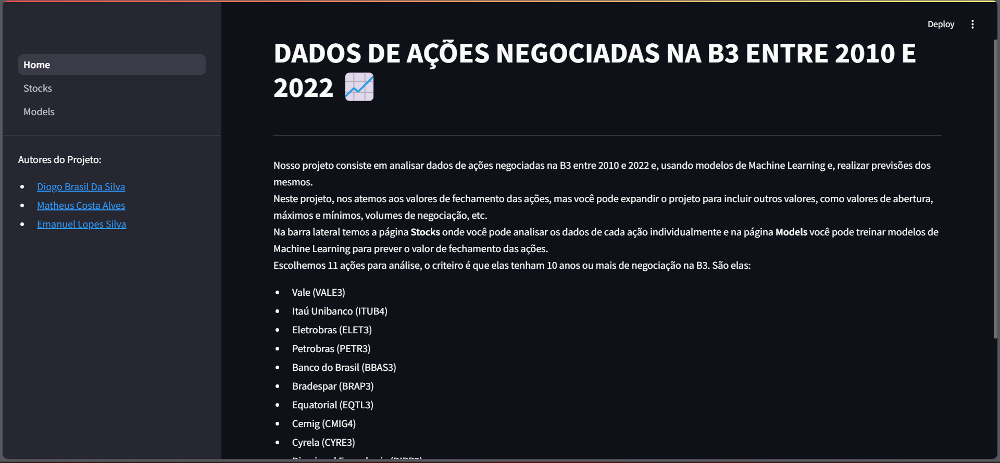 Deploy
Home
Stocks
Models
Autores do Projeto:
Diogo Brasil Da Silva
Matheus Costa Alves
Emanuel Lopes Silva
DADOS DE AÇÕES NEGOCIADAS NA B3 ENTRE 2010 E
2022
Nosso projeto consiste em analisar dados de ações negociadas na B3 entre 2010 e 2022 e, usando modelos de Machine Learning e, realizar previsões dos
mesmos.
Neste projeto, nos atemos aos valores de fechamento das ações, mas você pode expandir o projeto para incluir outros valores, como valores de abertura,
máximos e mínimos, volumes de negociação, etc.
Na barra lateral temos a página Stocks onde você pode analisar os dados de cada ação individualmente e na página Models você pode treinar modelos de
Machine Learning para prever o valor de fechamento das ações.
Escolhemos 11 ações para análise, o criteiro é que elas tenham 10 anos ou mais de negociação na B3. São elas:
Vale (VALE3)
Itaú Unibanco (ITUB4)
Eletrobras (ELET3)
Petrobras (PETR3)
Banco do Brasil (BBAS3)
Bradespar (BRAP3)
Equatorial (EQTL3)
Cemig (CMIG4)
Cyrela (CYRE3)